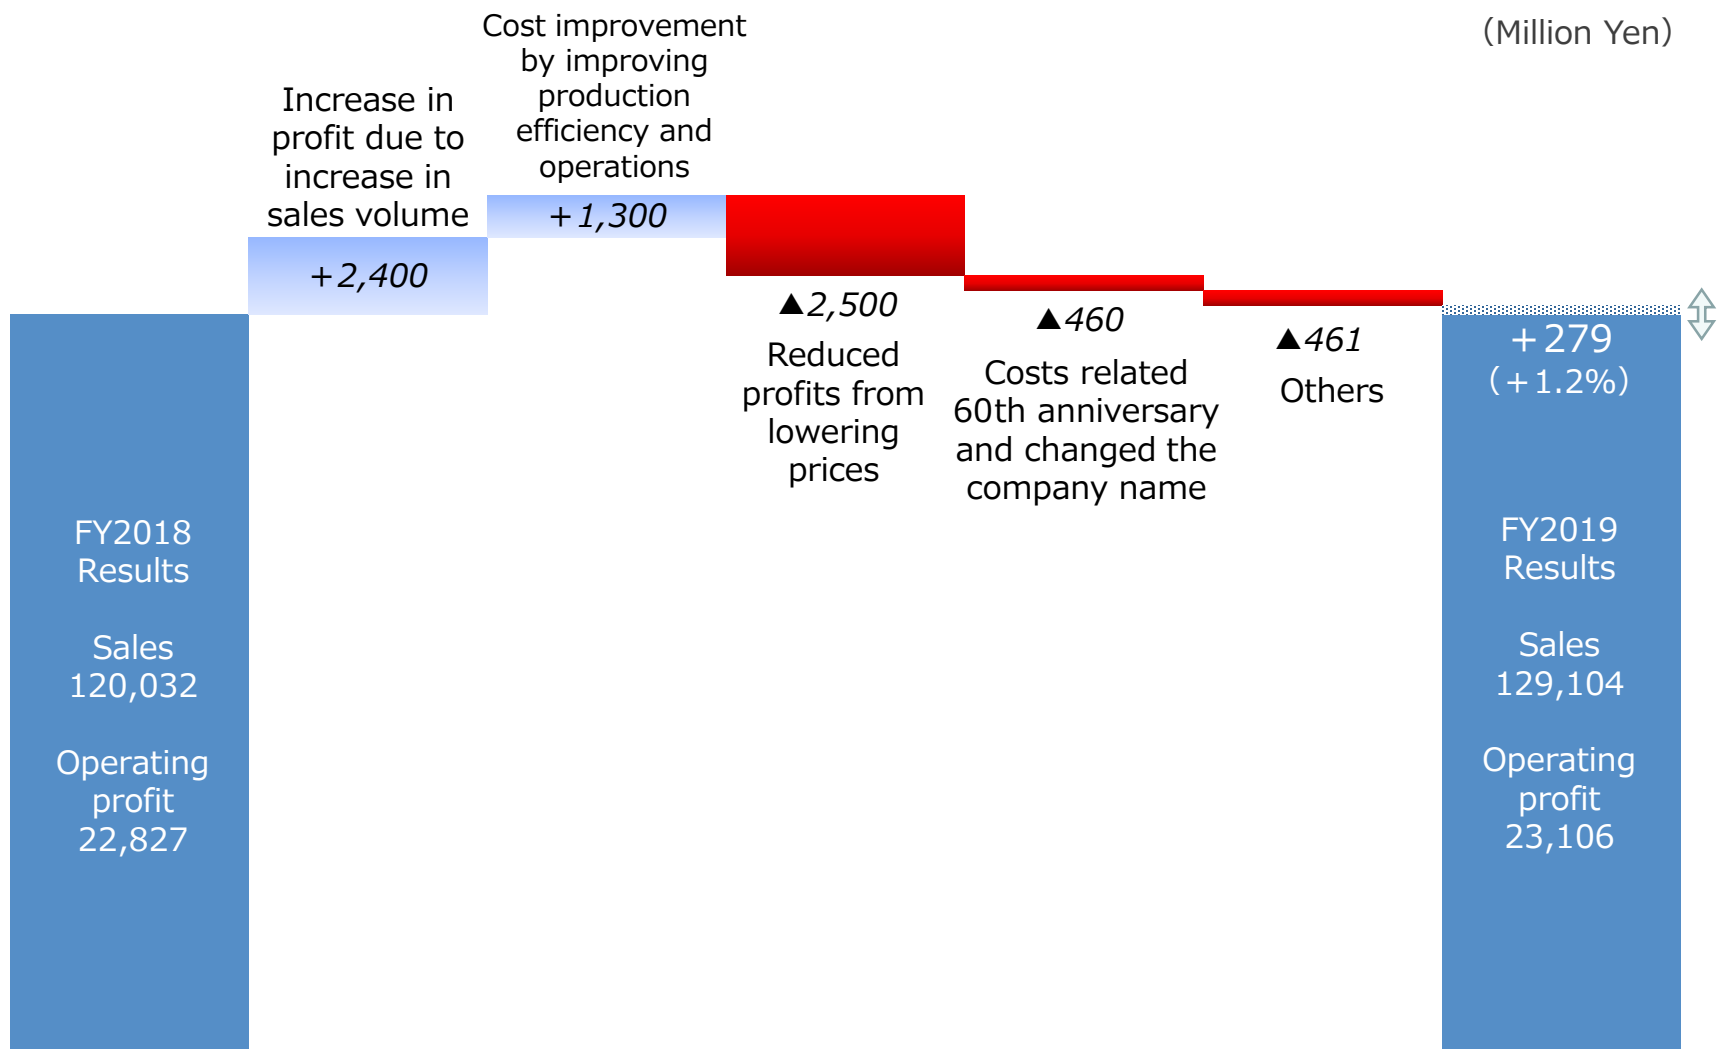 (Million Yen)
Cost improvement
by improving
production
efficiency and
operations
Increase in
profit due to
increase in
sales volume
+1,300
+2,400
▲2,500
Reduced
profits from
lowering
prices
▲460
Costs related
60th anniversary
and changed the
company name
▲461
Others
+279
(+1.2%)
FY2018
Results
Sales
120,032
Operating
profit
22,827
FY2019
Results
Sales
129,104
Operating
profit
23,106